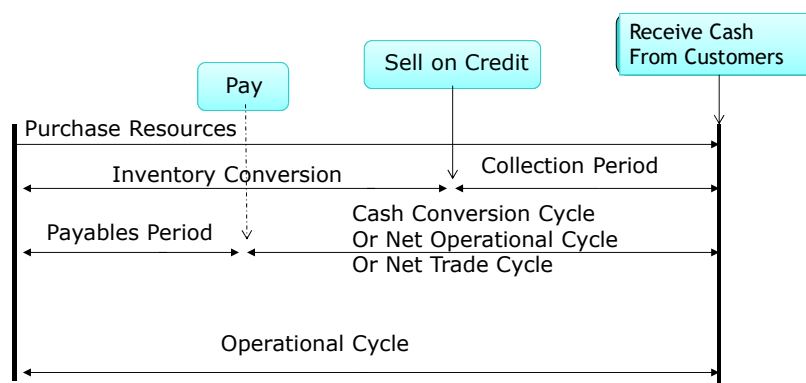 Receive Cash
From Customers
Sell on Credit
Pay
Purchase Resources
Inventory Conversion
Collection Period
Payables Period
Cash Conversion Cycle
Or Net Operational Cycle
Or Net Trade Cycle
Operational Cycle